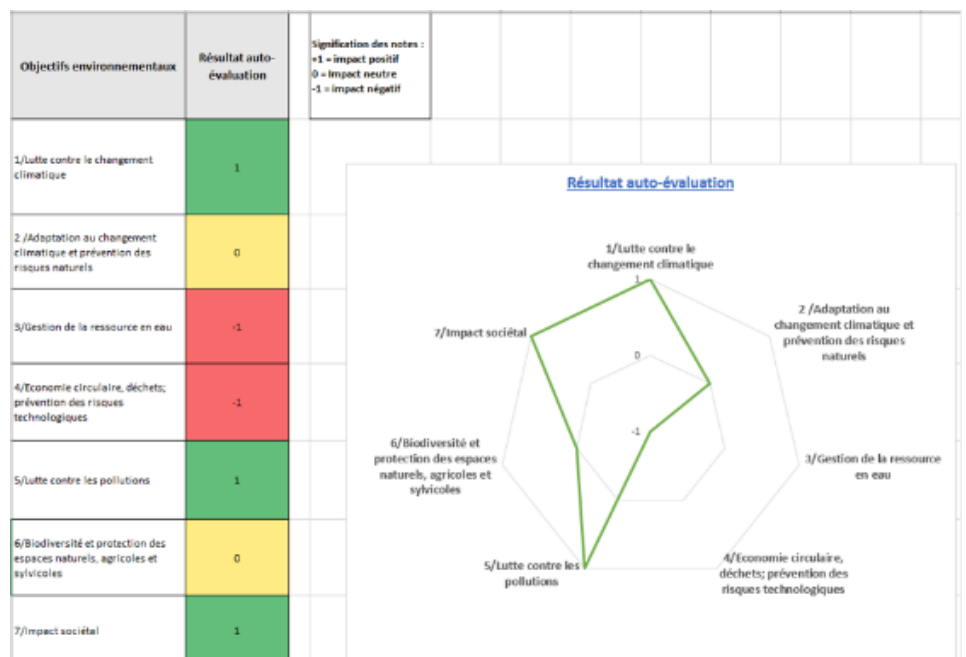 Objectifs environnementaux
Résultat auto-
évaluation
Signification des notes :
+1 = impact positif
0 = Impact neutre
-1 = impact négatif
1/Lutte contre le changement
climatique
1
2 /Adaptation au changement
climatique et prévention des
risques naturels
0
3/Gestion de la ressource en eau
-1
4/Economie circulaire, déchets;
prévention des risques
technologiques
-1
5/Lutte contre les pollutions
1
6/Biodiversité et protection des
espaces naturels, agricoles et
sylvicoles
0
7/Impact sociétal
1
Résultat auto-évaluation
1/Lutte contre le
changement climatique
2 /Adaptation au
changement climatique et
prévention des risques
naturels
3/Gestion de la ressource
en eau
4/Economie circulaire,
déchets; prévention des
risques technologiques
5/Lutte contre les
pollutions
6/Biodiversité et
protection des espaces
naturels, agricoles et
sylvicoles
7/Impact sociétal
1
0
-1